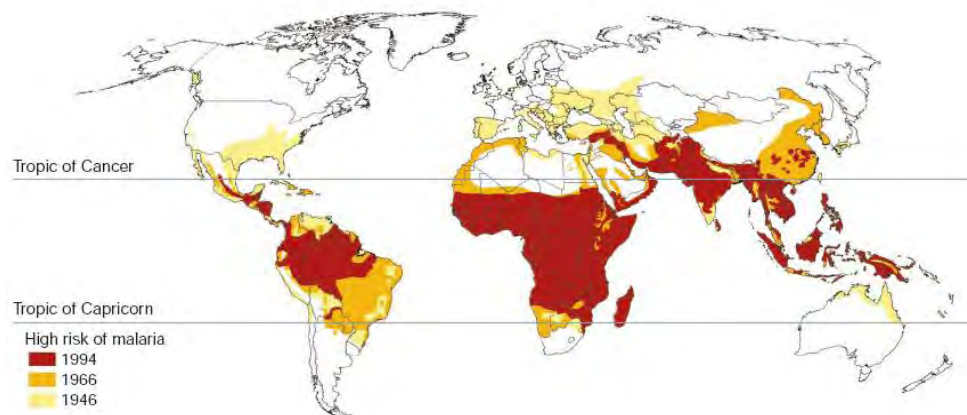 Tropic of Cancer
Tropic of Capricorn
High risk of malaria
1994
1966
1946